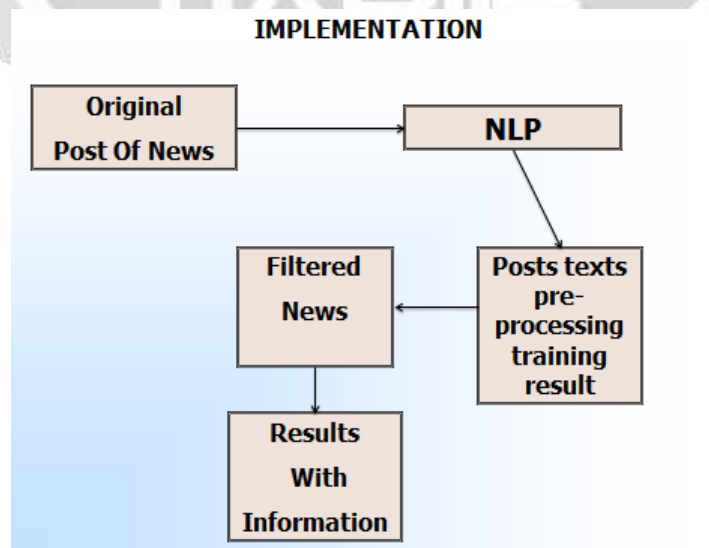 IMPLEMENTATION
Original
Post Of News
NLP
Posts texts
pre-
processing
training
result
Filtered
News
Results
With
Information